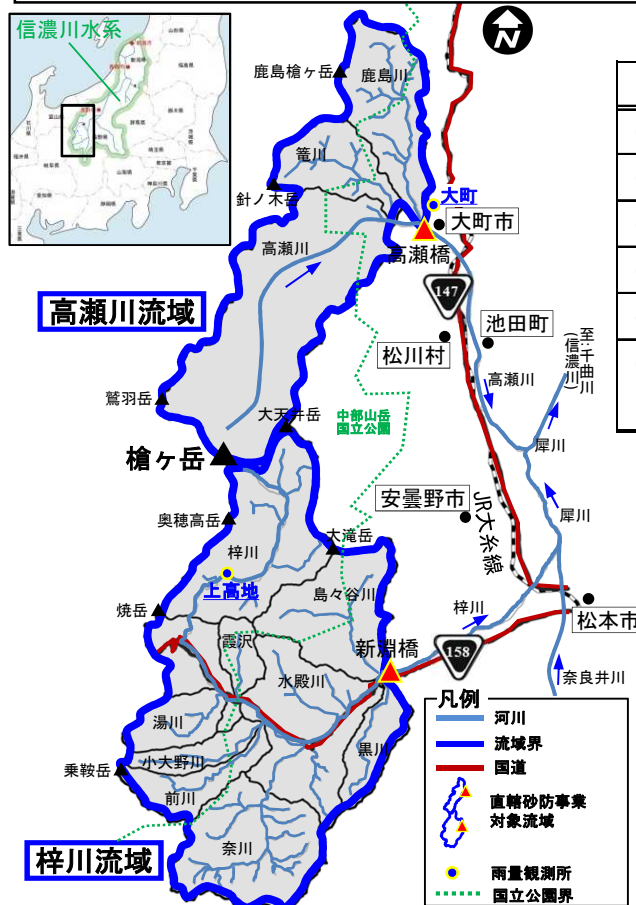 信濃川水系
N
鹿島槍ヶ岳
鹿島川
籠川
針ノ木岳
大町
大町市
高瀬橋
高瀬川
147
高瀬川流域
池田町
松川村
至:千曲川
(信濃川)
高瀬川
鷲羽岳
大天井岳
中部山岳
国立公園
槍ヶ岳
犀川
安曇野市
JR大糸線
犀川
奥穂高岳
大滝岳
梓川
上高地
島々谷川
焼岳
霞沢
新淵橋
梓川
松本市
158
水殿川
奈良井川
湯川
黒川
小大野川
乗鞍岳
前川
梓川流域
奈川
凡例
河川
流域界
国道
直轄砂防事業
対象流域
雨量観測所
国立公園界